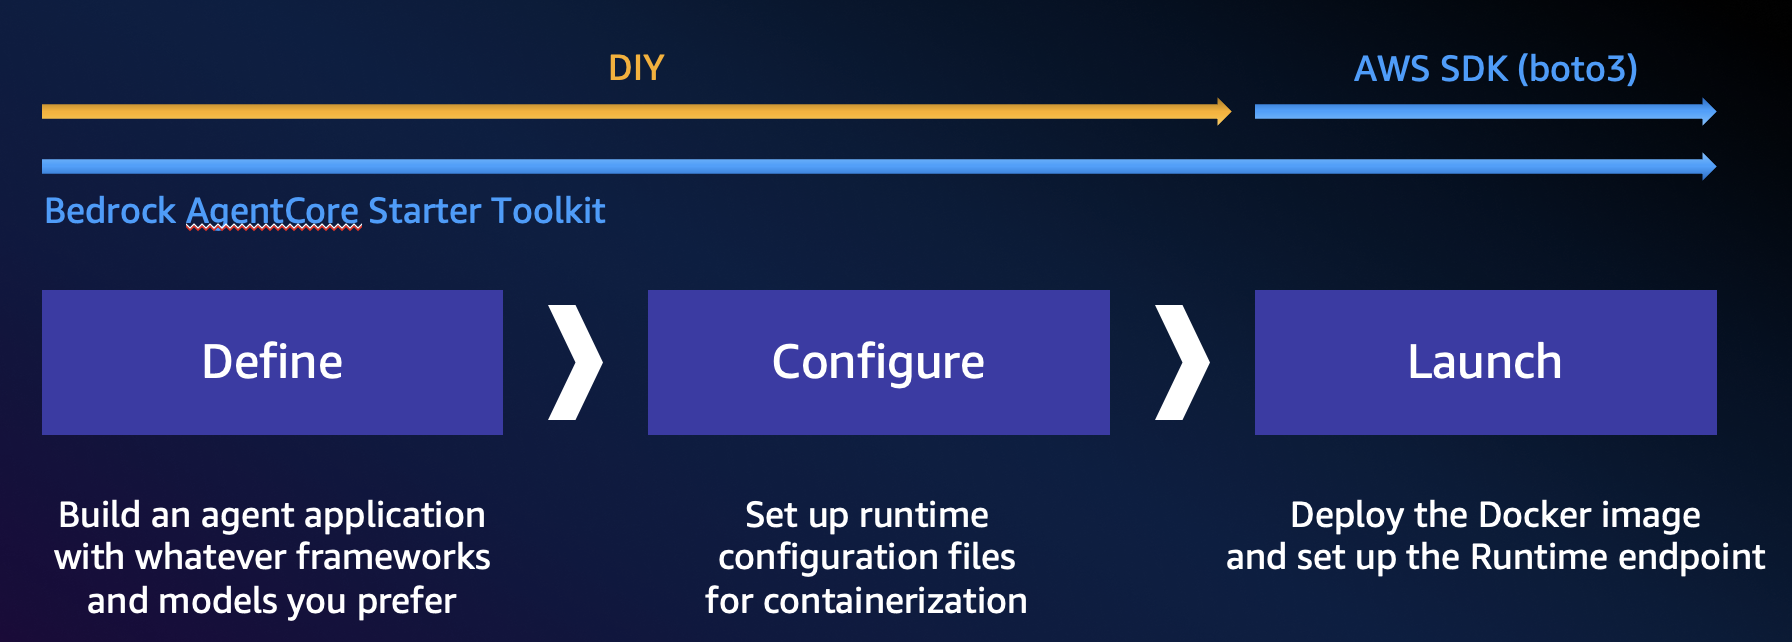 DIY
AWS SDK (boto3)
Bedrock AgentCore Starter Toolkit
Define
Configure
Launch
Build an agent application
with whatever frameworks
and models you prefer
Set up runtime
configuration files
for containerization
Deploy the Docker image
and set up the Runtime endpoint